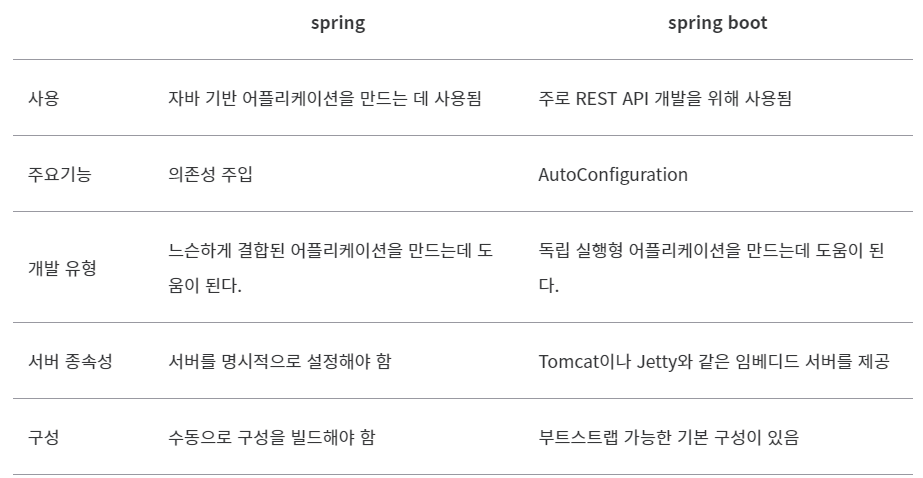 spring spring boot
사용 자바 기반 어플리케이션을 만드는 데 사용됨 주로 REST API 개발을 위해 사용됨
주요기능 의존성 주입 AutoConfiguration
개발 유형 느슨하게 결합된 어플리케이션을 만드는데 도
움이 된다. 독립 실행형 어플리케이션을 만드는데 도움이 된
다.
서버 종속성 서버를 명시적으로 설정해야 함 Tomcat이나 Jetty와 같은 임베디드 서버를 제공
구성 수동으로 구성을 빌드해야 함 부트스트랩 가능한 기본 구성이 있음